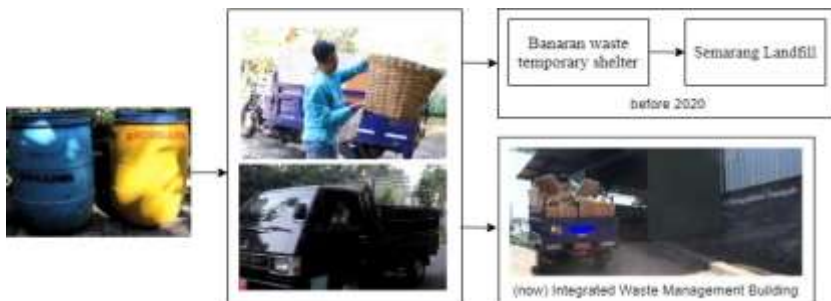 Banaran waste
temporary shelter
Semarang Landfill
before 2020
(now) Integrated Waste Management Building